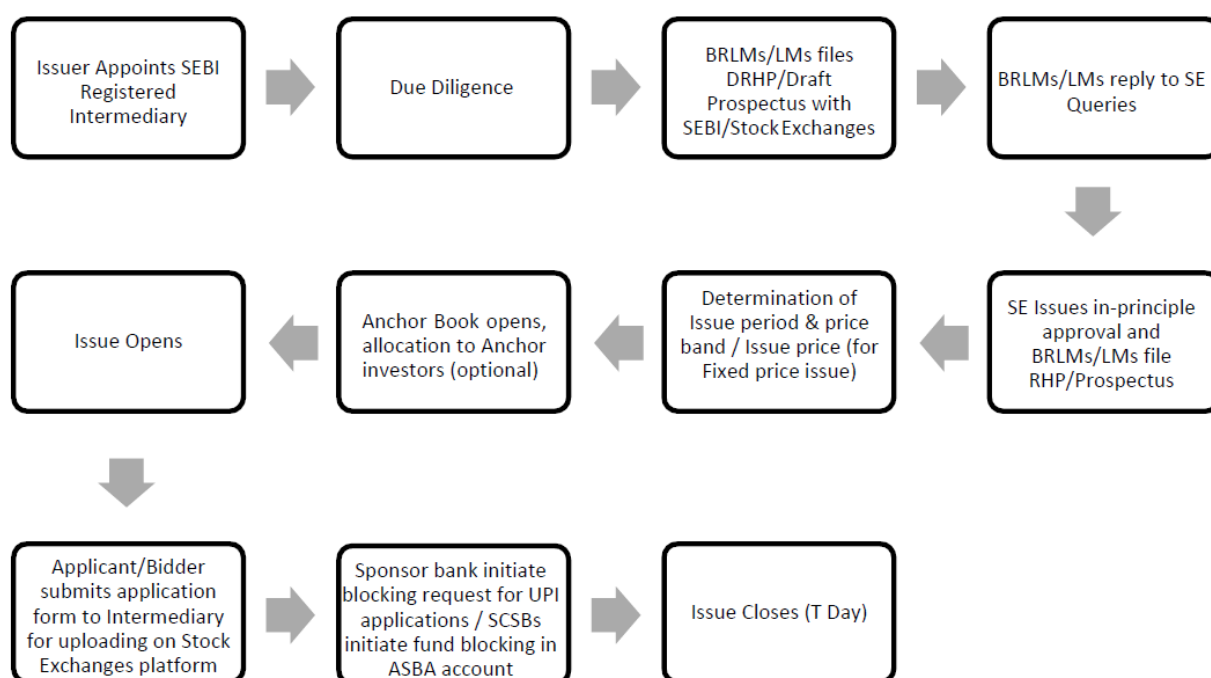 Issuer Appoints SEBI
Registered
Intermediary
Due Diligence
BRLMs/LMs files
DRHP/Draft
Prospectus with
SEBI/Stock Exchanges
BRLMs/LMs reply to SE
Queries
SE Issues in-principle
approval and
BRLMs/LMs file
RHP/Prospectus
Determination of
Issue period & price
band / Issue price (for
Fixed price issue)
Anchor Book opens,
allocation to Anchor
investors (optional)
Issue Opens
Applicant/Bidder
submits application
form to Intermediary
for uploading on Stock
Exchanges platform
Sponsor bank initiate
blocking request for UPI
applications / SCSBs
initiate fund blocking in
ASBA account
Issue Closes (T Day)